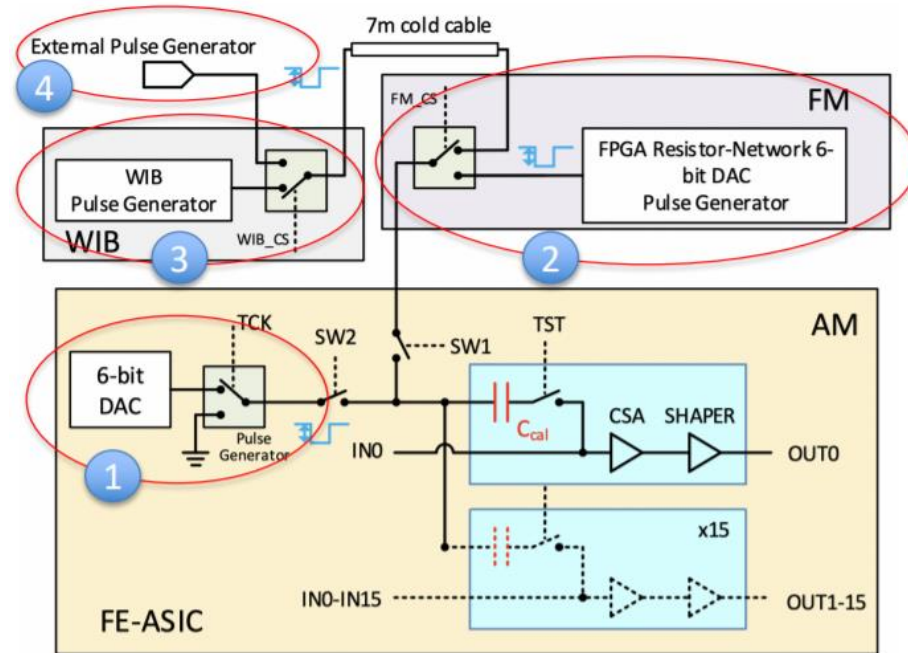 7m cold cable
External Pulse Generator
4
FM_CS
FM
FPGA Resistor-Network 6-
bit DAC
Pulse Generator
WIB
Pulse Generator
WIB_CS
WIB
3
2
AM
TCK
SW2
SW1
TST
6-bit
DAC
Pulse
Generator
1
Ccal
CSA
SHAPER
IN0
OUT0
x15
IN0-IN15
OUT1-15
FE-ASIC